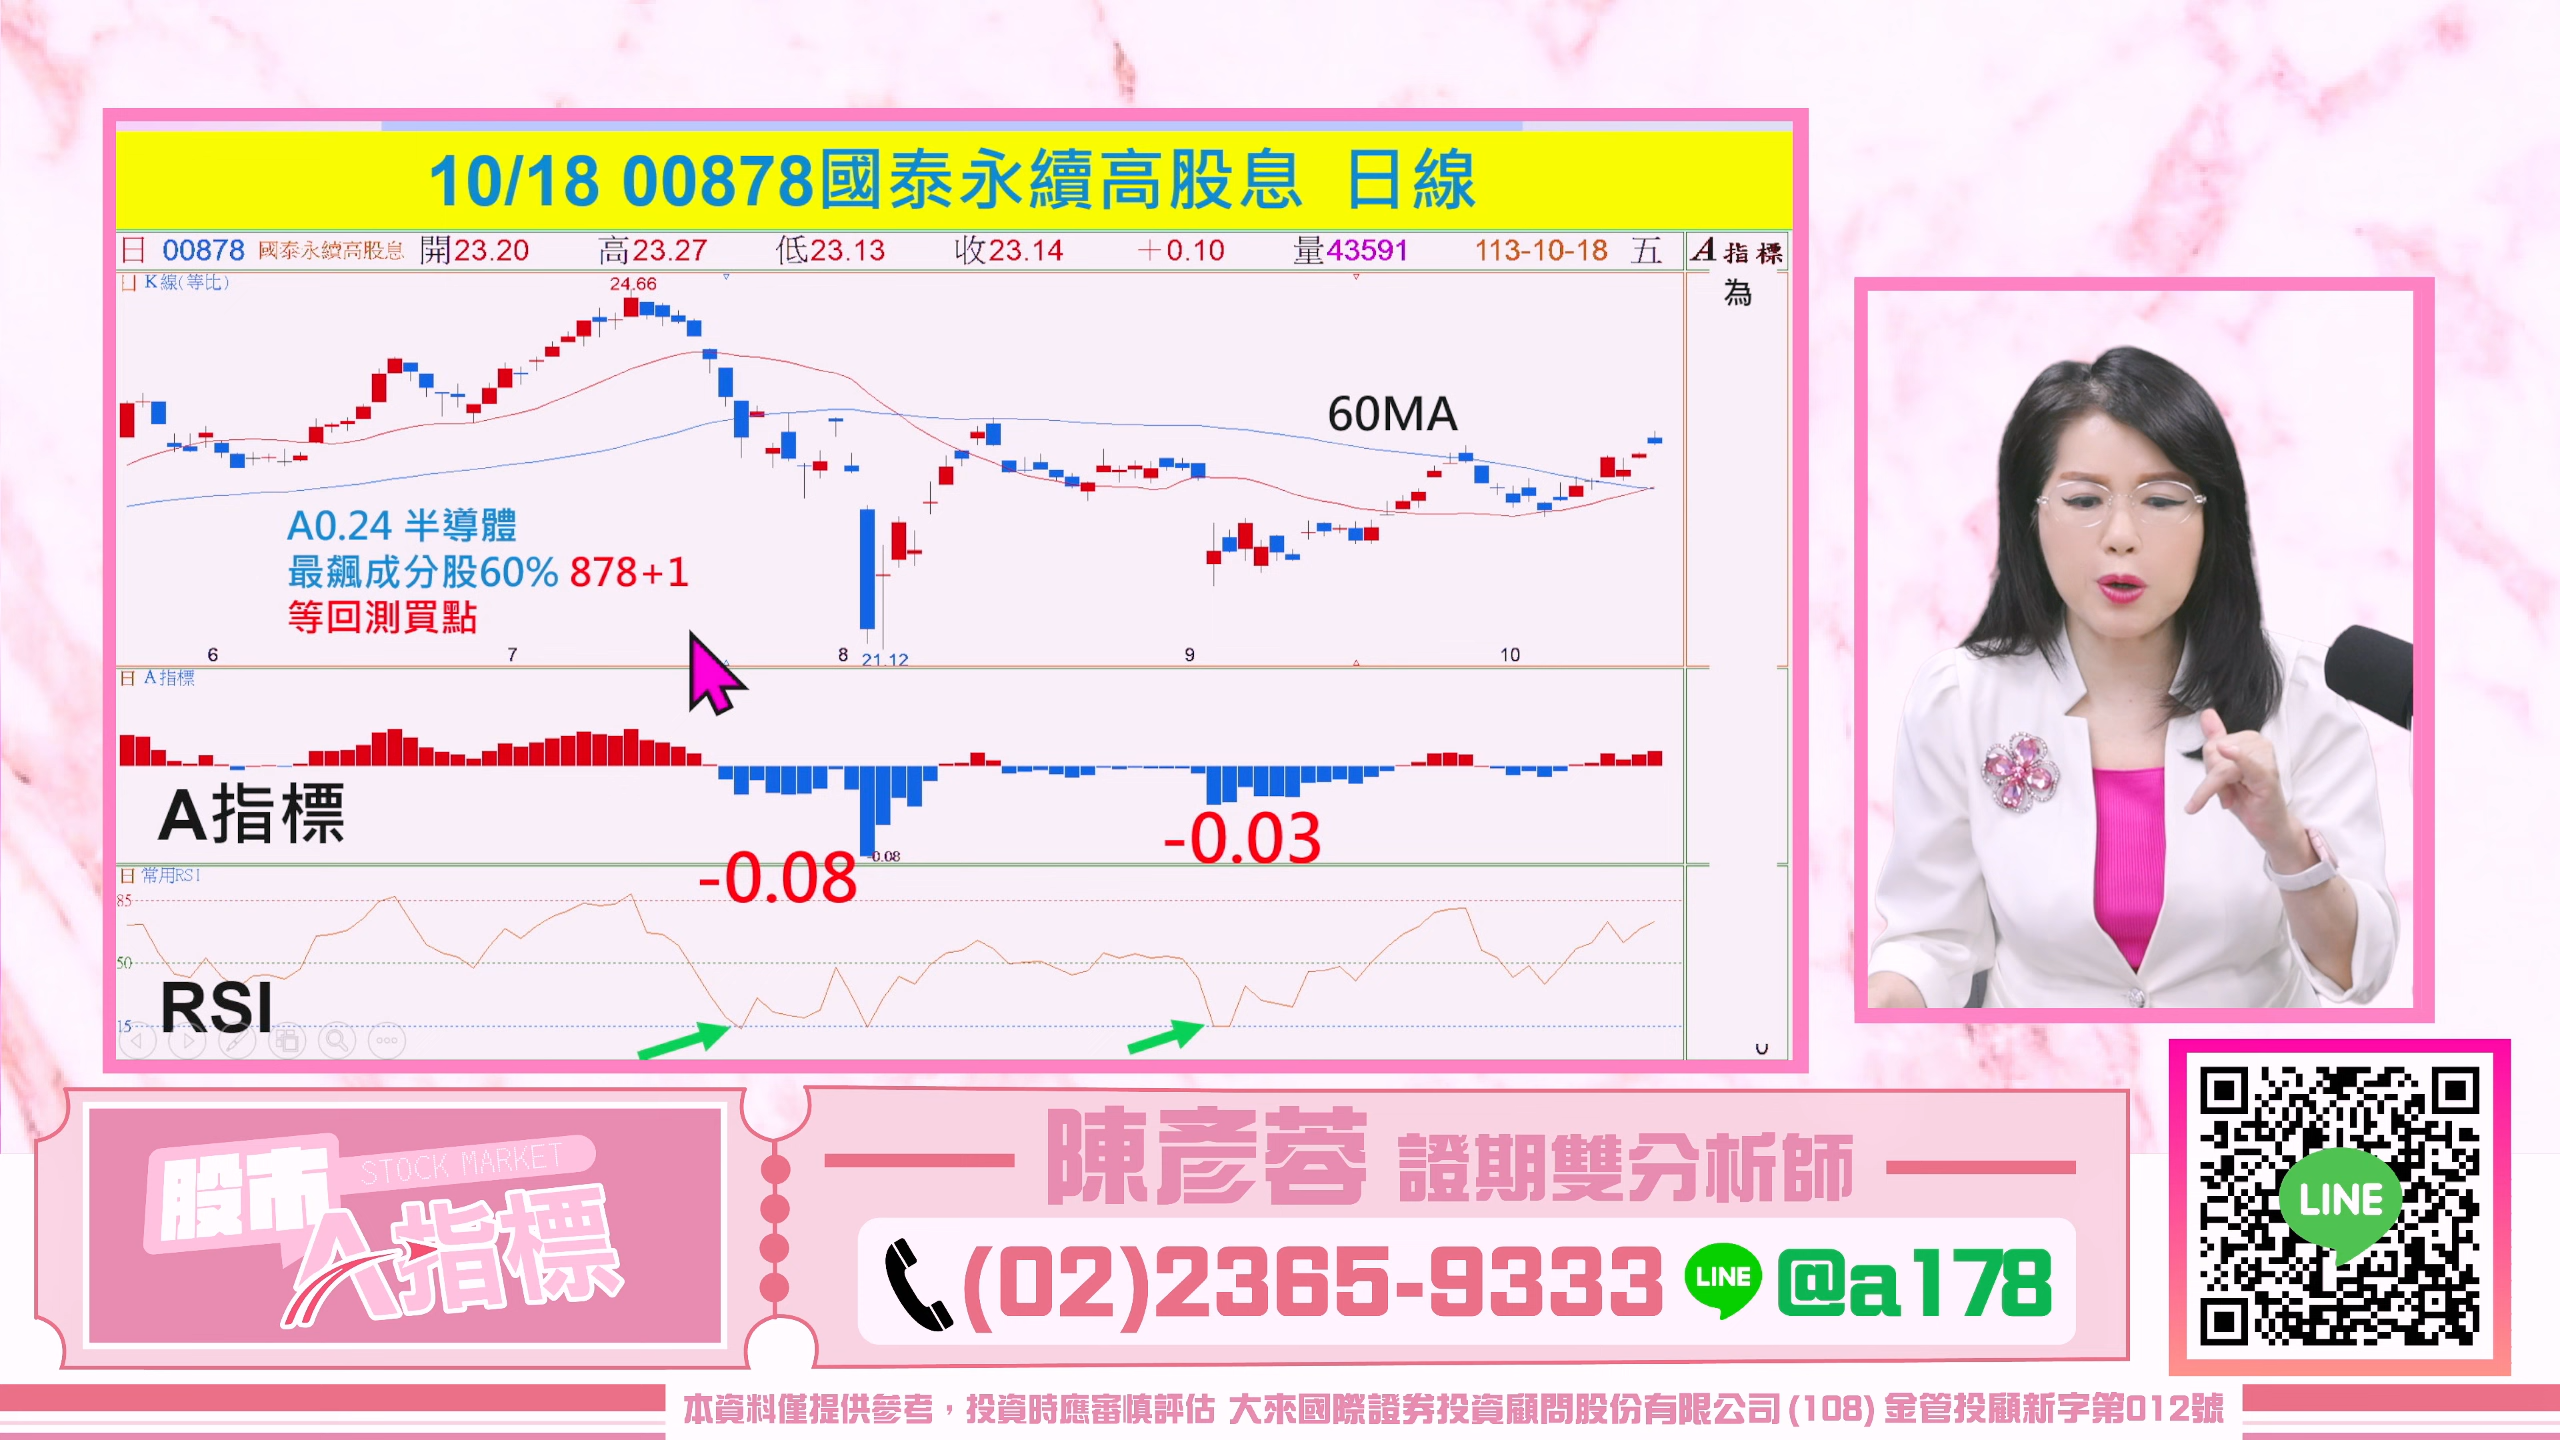 10/18 00878國泰永續高股息 日線
日 00878 國泰永續高股息 開23.20 高23.27 低23.13 收23.14 +0.10 量43591 113-10-18 五
A指標
為
日 K線(等比)
24.66
60MA
A0.24 半導體
最飆成分股60% 878+1
等回測買點
6 7 8 21.12 9 10
日 A指標
A指標
-0.08
-0.08
-0.03
日 常用RSI
85
50
15
RSI
股市
STOCK MARKET
A指標
陳彥蓉 證期雙分析師
(02)2365-9333 LINE @a178
LINE
本資料僅提供參考，投資時應審慎評估 大來國際證券投資顧問股份有限公司 (108) 金管投顧新字第012號